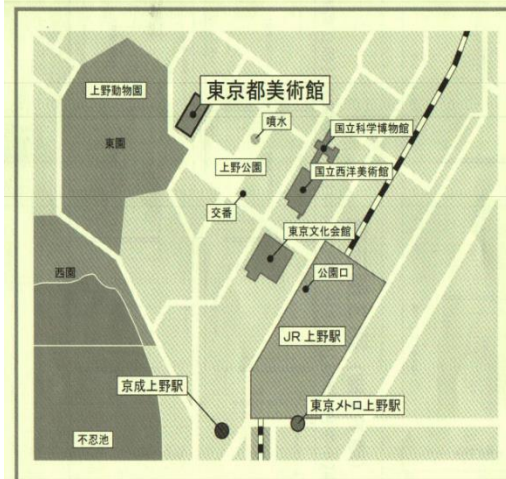 上野動物園
東京都美術館
東園
噴水
国立科学博物館
上野公園
国立西洋美術館
交番
東京文化会館
西園
公園口
JR 上野駅
京成上野駅
東京メトロ上野駅
不忍池